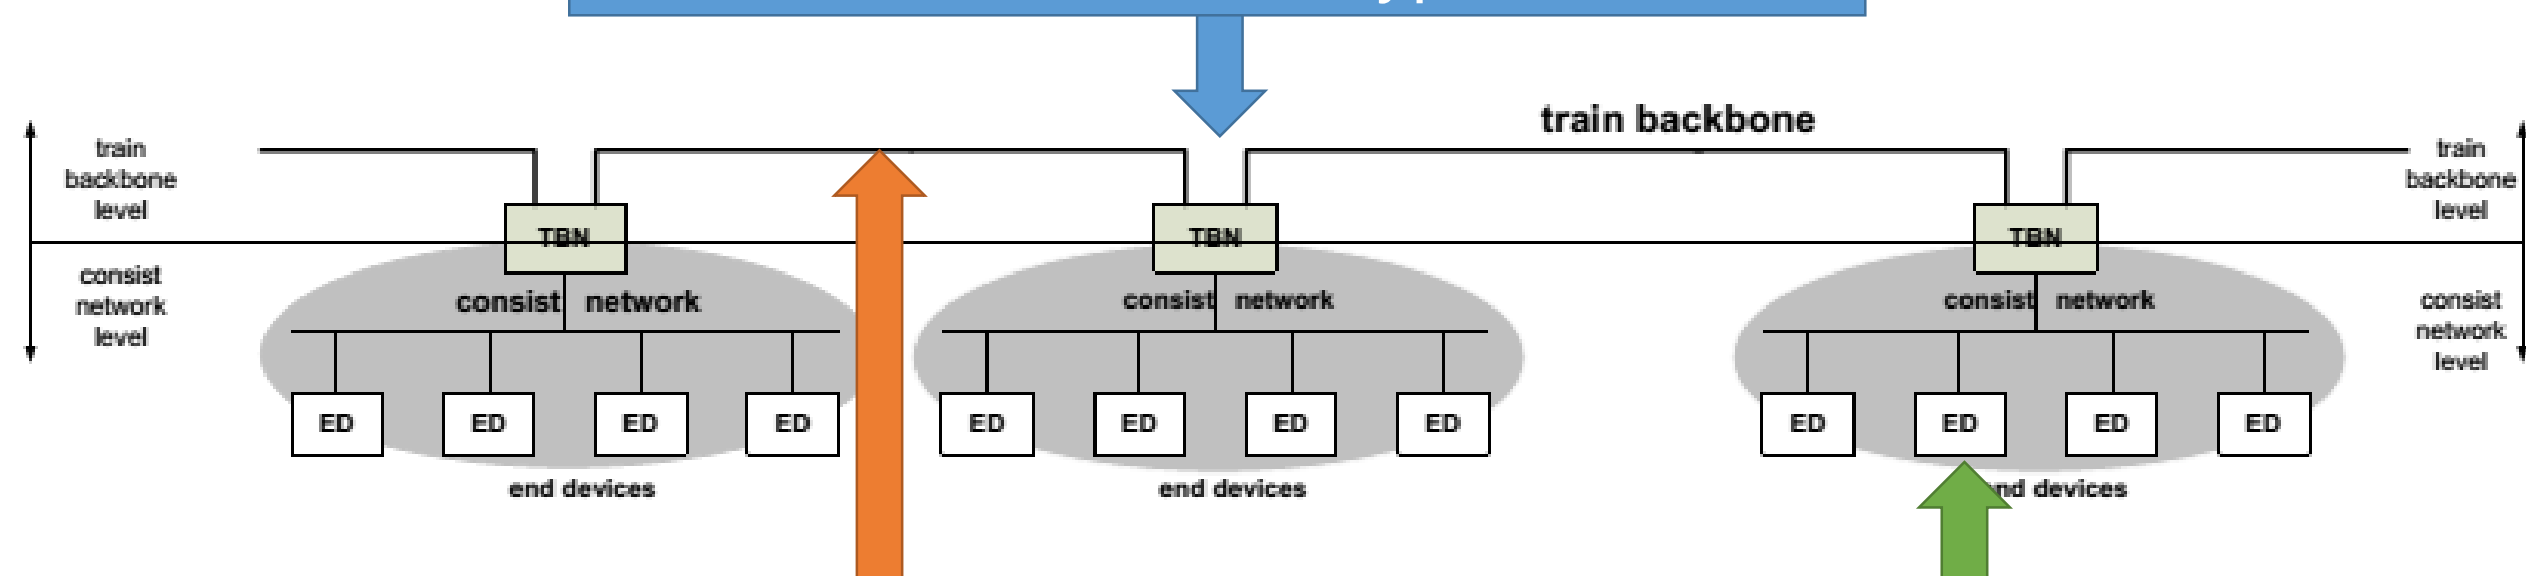 train backbone
train
backbone
level
train
backbone
level
TBN
TBN
TBN
consist
network
level
consist network
consist network
consist network
consist
network
level
ED
ED
ED
ED
ED
ED
ED
ED
ED
ED
ED
ED
end devices
end devices
end devices